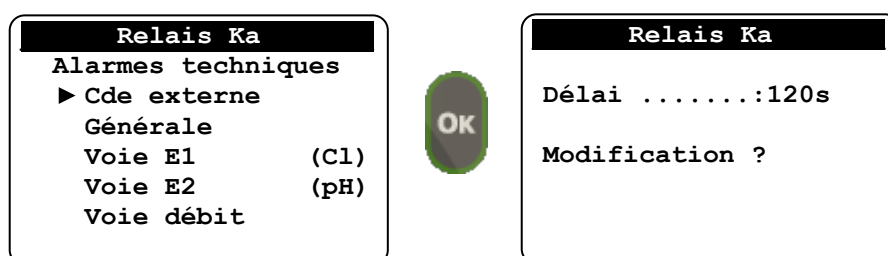 Relais Ka
Alarmes techniques
► Cde externe
Générale
Voie E1 (Cl)
Voie E2 (pH)
Voie débit
OK
Relais Ka
Délai .......:120s
Modification ?